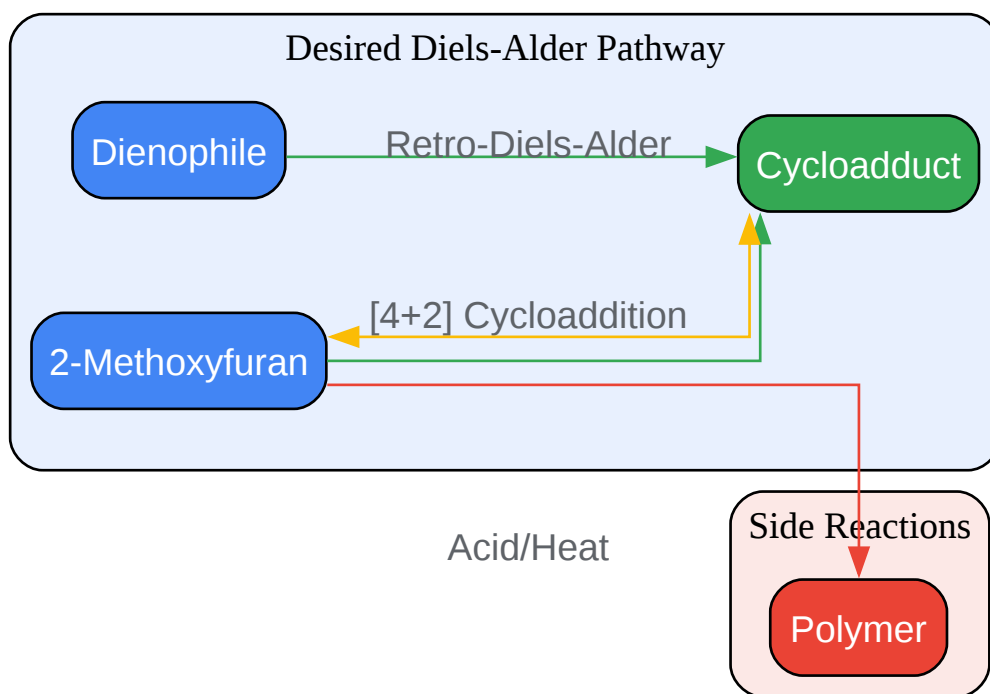 Desired Diels-Alder Pathway
Dienophile
Retro-Diels-Alder
Cycloadduct
[4+2] Cycloaddition
2-Methoxyfuran
Side Reactions
Acid/Heat
Polymer